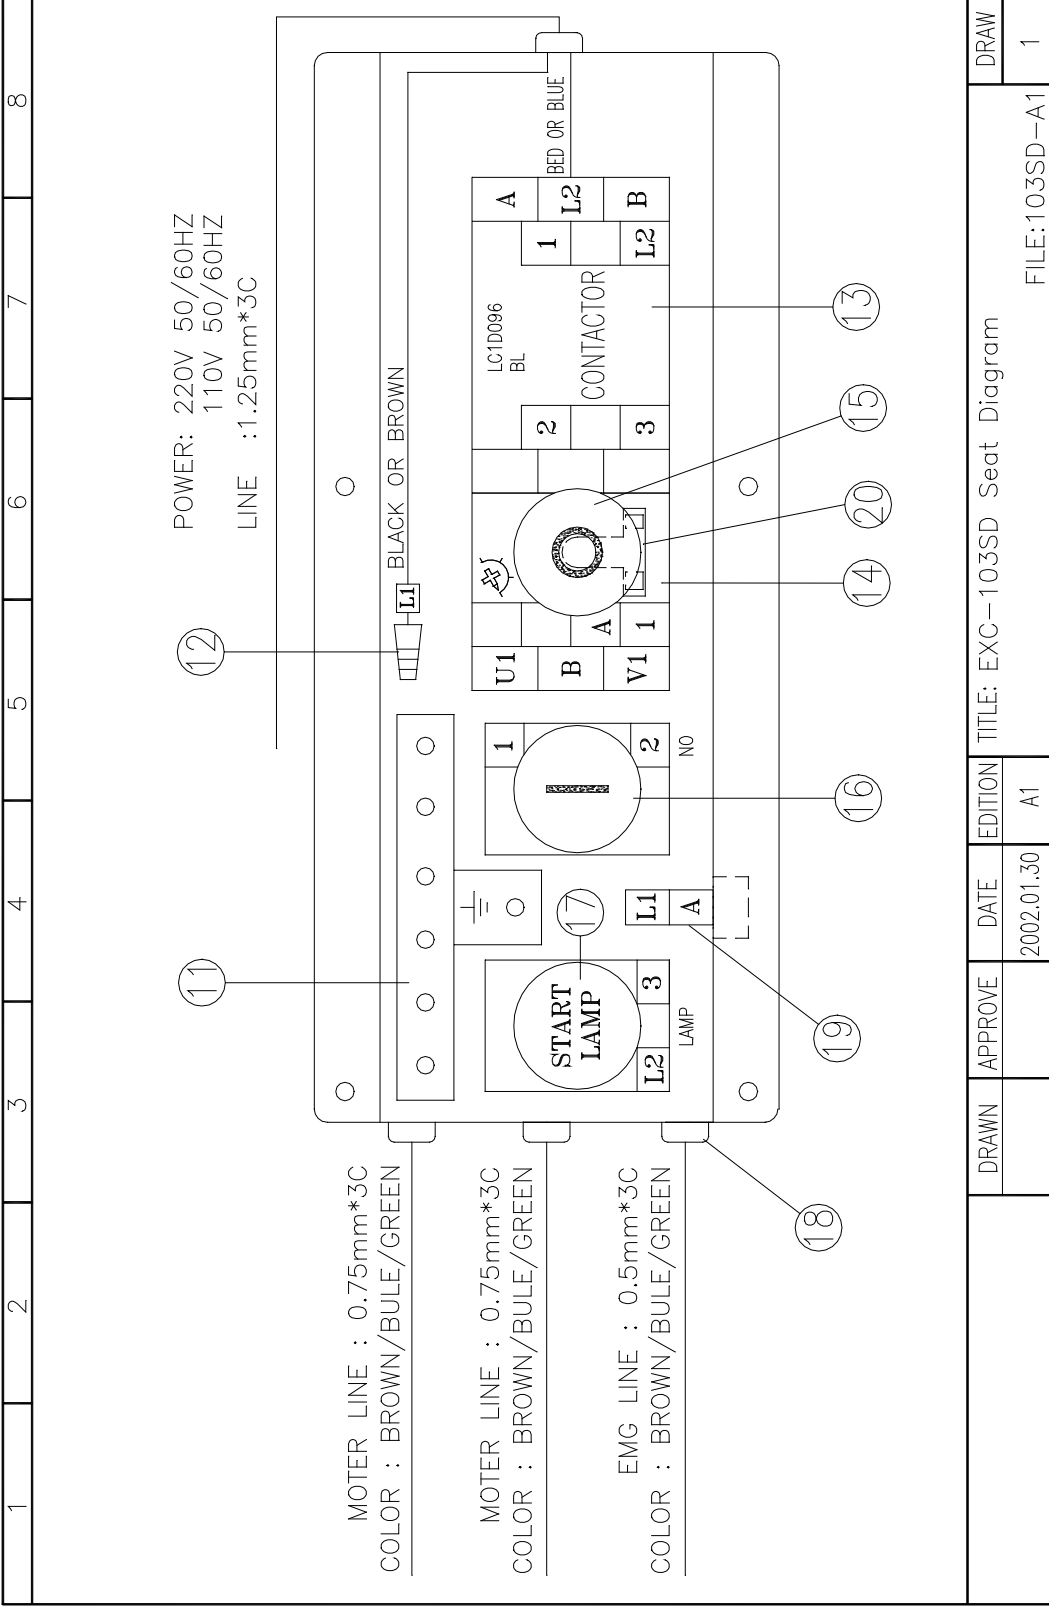 1
2
3
4
5
6
7
8
POWER: 220V 50/60HZ
110V 50/60HZ
LINE :1.25mm*3C
12
11
MOTER LINE : 0.75mm*3C
COLOR : BROWN/BULE/GREEN
MOTER LINE : 0.75mm*3C
COLOR : BROWN/BULE/GREEN
EMG LINE : 0.5mm*3C
COLOR : BROWN/BULE/GREEN
L1
BLACK OR BROWN
BED OR BLUE
START
LAMP
L2
3
LAMP
17
L1
A
1
2
NO
U1
B
V1
A
1
2
3
LC1D096
BL
CONTACTOR
1
L2
A
L2
B
18
19
16
14
20
15
13
DRAWN
APPROVE
DATE
2002.01.30
EDITION
A1
TITLE: EXC-103SD Seat Diagram
FILE:103SD-A1
DRAW
1